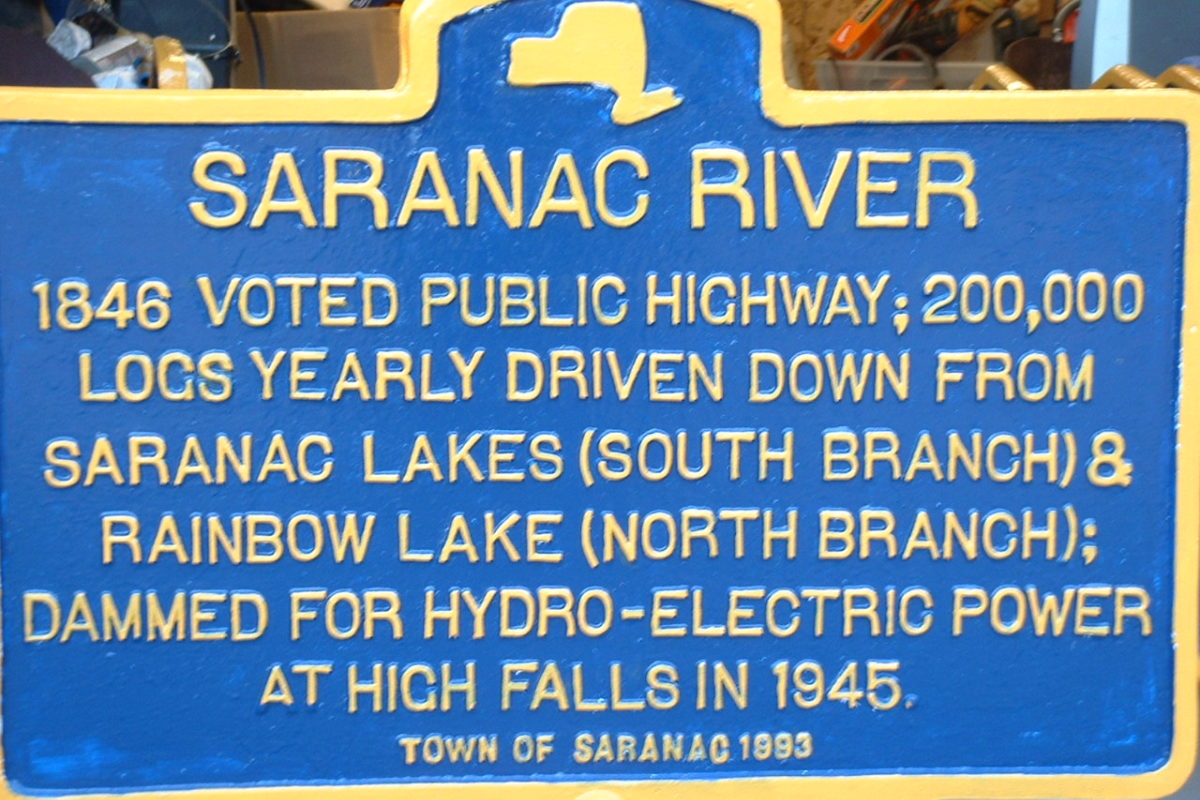 SARANAC RIVER
1846 VOTED PUBLIC HIGHWAY; 200,000
LOGS YEARLY DRIVEN DOWN FROM
SARANAC LAKES (SOUTH BRANCH) &
RAINBOW LAKE (NORTH BRANCH);
DAMMED FOR HYDRO-ELECTRIC POWER
AT HIGH FALLS IN 1945.
TOWN OF SARANAC 1993